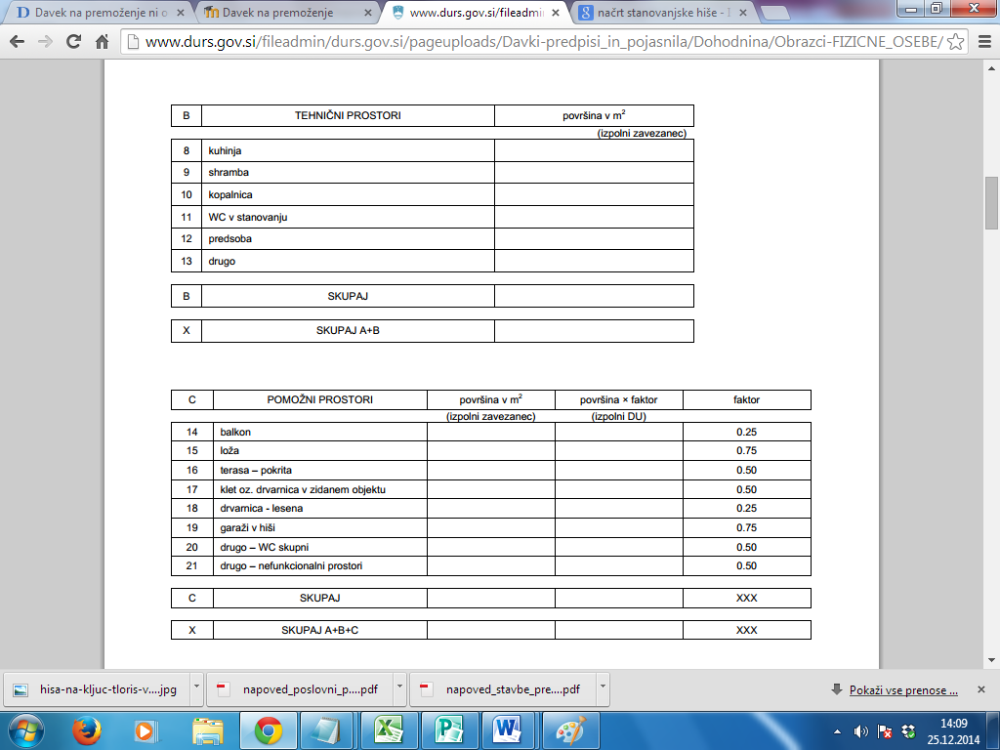 Davek na premoženje ni o
Davek na premoženje
www.durs.gov.si/fileadmin
načrt stanovanjske hiše - I
www.durs.gov.si/fileadmin/durs.gov.si/pageuploads/Davki-predpisi_in_pojasnila/Dohodnina/Obrazci-FIZICNE_OSEBE/
B TEHNIČNI PROSTORI površina v m²
(izpolni zavezanec)
8 kuhinja
9 shramba
10 kopalnica
11 WC v stanovanju
12 predsoba
13 drugo
B SKUPAJ
X SKUPAJ A+B
C POMOŽNI PROSTORI površina v m² površina × faktor faktor
(izpolni zavezanec) (izpolni DU)
14 balkon 0.25
15 loža 0.75
16 terasa – pokrita 0.50
17 klet oz. drvarnica v zidanem objektu 0.50
18 drvarnica - lesena 0.25
19 garaži v hiši 0.75
20 drugo – WC skupni 0.50
21 drugo – nefunkcionalni prostori 0.50
C SKUPAJ XXX
X SKUPAJ A+B+C XXX
hisa-na-kljuc-tloris-v....jpg
napoved_poslovni_p....pdf
napoved_stavbe_pre....pdf
Pokaži vse prenose ...
14:09
25.12.2014